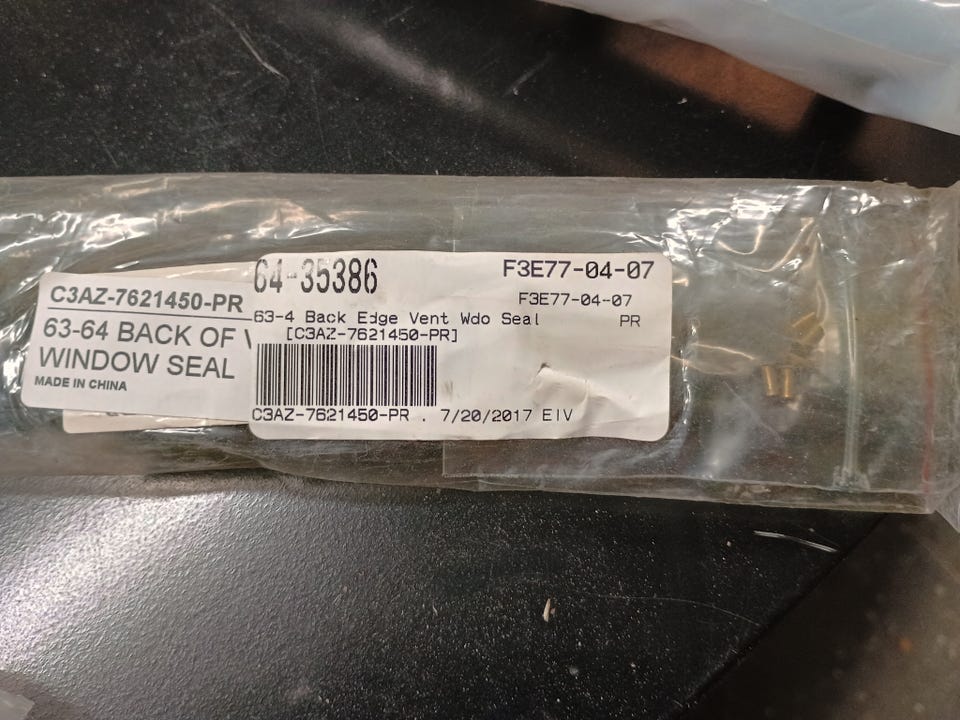 C3AZ-7621450-PR
63-64 BACK OF
WINDOW SEAL
MADE IN CHINA
64-35386
F3E77-04-07
F3E77-04-07
63-4 Back Edge Vent Wdo Seal PR
[C3AZ-7621450-PR]
C3AZ-7621450-PR . 7/20/2017 EIV